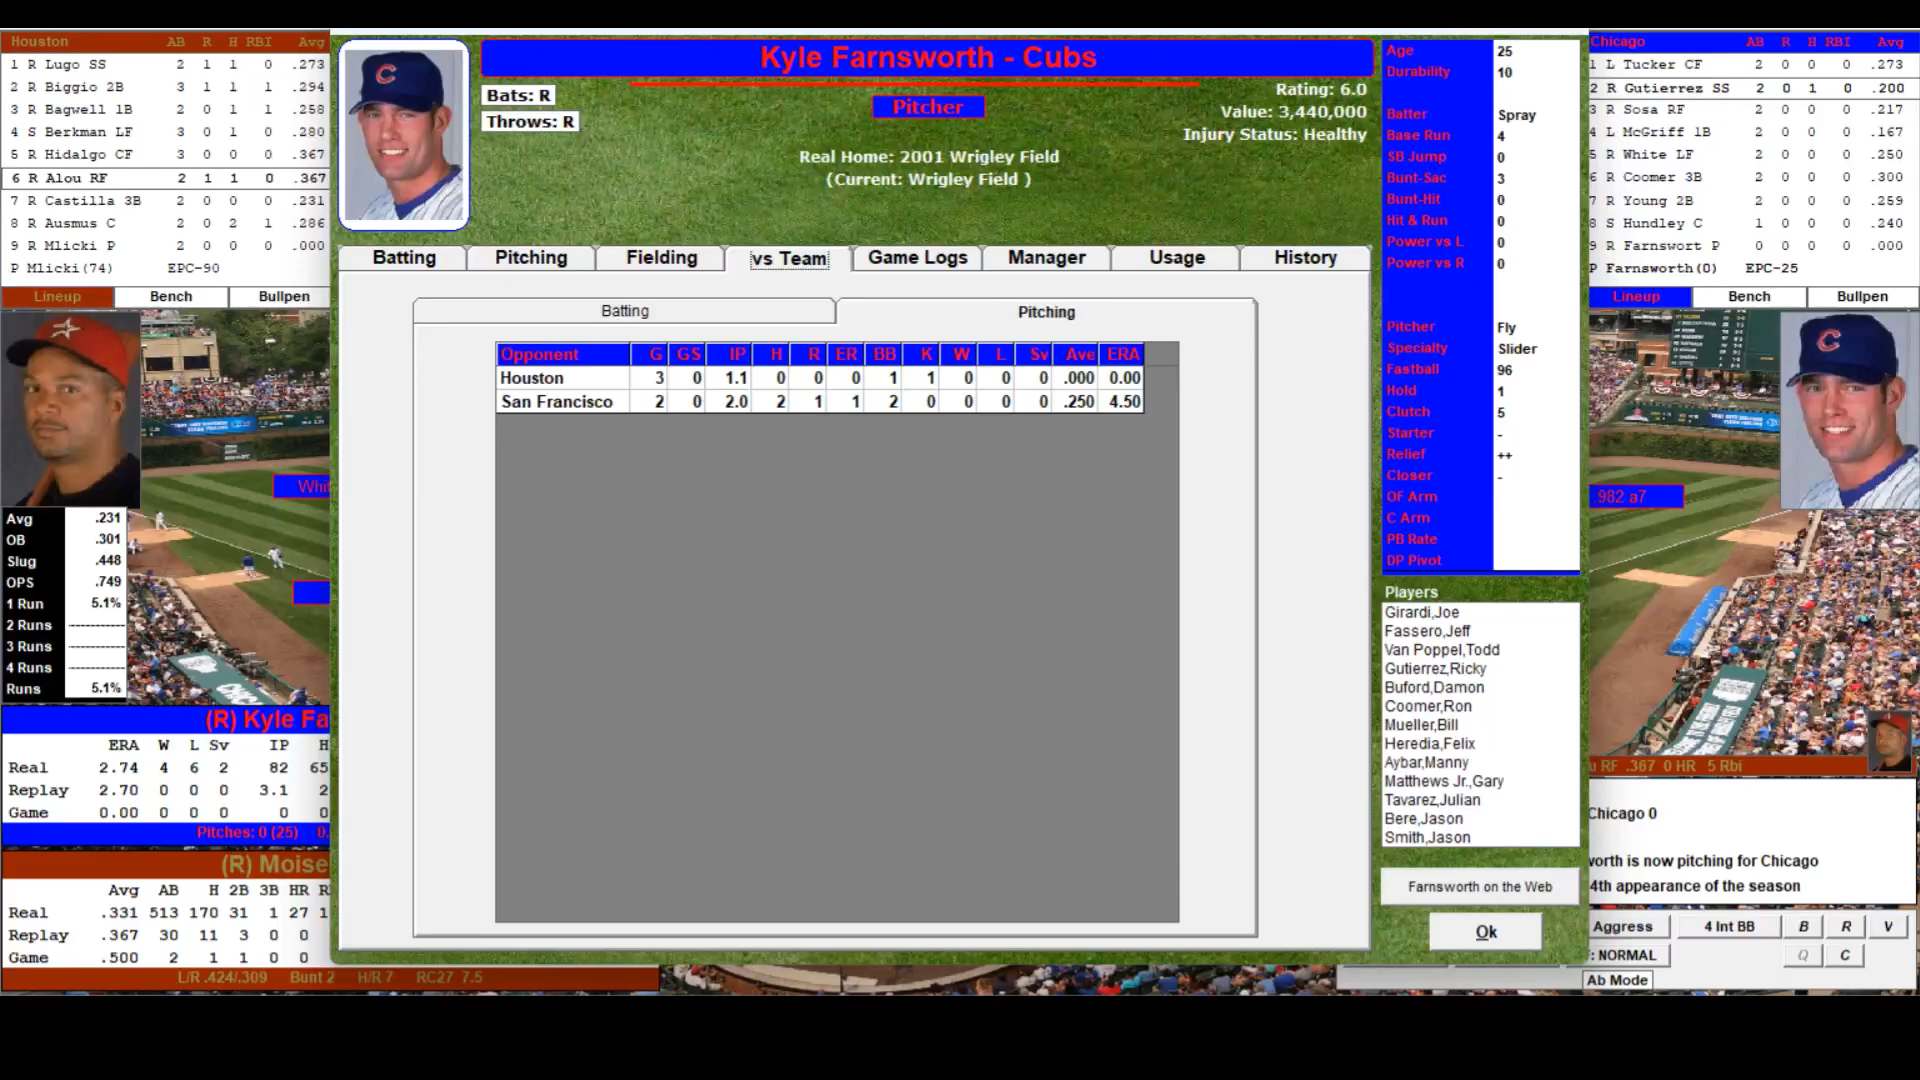 Houston AB R H RBI Avg
1 R Lugo SS 2 1 1 0 .273
2 R Biggio 2B 3 1 1 1 .294
3 R Bagwell 1B 2 0 1 1 .258
4 S Berkman LF 3 0 1 0 .280
5 R Hidalgo CF 3 0 0 0 .367
6 R Alou RF 2 1 1 0 .367
7 R Castilla 3B 2 0 0 0 .231
8 R Ausmus C 2 0 2 1 .286
9 R Mlicki P 2 0 0 0 .000
P Mlicki(74) EPC-90
Lineup Bench Bullpen
Whit
Avg .231
OB .301
Slug .448
OPS .749
1 Run 5.1%
2 Runs -----------
3 Runs -----------
4 Runs -----------
Runs 5.1%
(R) Kyle Fa
ERA W L Sv IP H
Real 2.74 4 6 2 82 65
Replay 2.70 0 0 0 3.1 2
Game 0.00 0 0 0 0 0
Pitches: 0 (25) 0.
(R) Moise
Avg AB H 2B 3B HR R
Real .331 513 170 31 1 27 1
Replay .367 30 11 3 0 0
Game .500 2 1 1 0 0
L/R .424/.309 Bunt 2 H/R 7 RC27 7.5
Kyle Farnsworth - Cubs
Bats: R
Throws: R
Pitcher
Rating: 6.0
Value: 3,440,000
Injury Status: Healthy
Real Home: 2001 Wrigley Field
(Current: Wrigley Field )
Batting Pitching Fielding vs Team Game Logs Manager Usage History
Batting Pitching
Opponent G GS IP H R ER BB K W L Sv Ave ERA
Houston 3 0 1.1 0 0 0 1 1 0 0 0 .000 0.00
San Francisco 2 0 2.0 2 1 1 2 0 0 0 0 .250 4.50
Age 25
Durability 10
Batter Spray
Base Run 4
SB Jump 0
Bunt-Sac 3
Bunt-Hit 0
Hit & Run 0
Power vs L 0
Power vs R 0
Pitcher Fly
Specialty Slider
Fastball 96
Hold 1
Clutch 5
Starter -
Relief ++
Closer -
OF Arm
C Arm
PB Rate
DP Pivot
Players
Girardi,Joe
Fassero,Jeff
Van Poppel,Todd
Gutierrez,Ricky
Buford,Damon
Coomer,Ron
Mueller,Bill
Heredia,Felix
Aybar,Manny
Matthews Jr.,Gary
Tavarez,Julian
Bere,Jason
Smith,Jason
Farnsworth on the Web
Ok
Chicago AB R H RBI Avg
1 L Tucker CF 2 0 0 0 .273
2 R Gutierrez SS 2 0 1 0 .200
3 R Sosa RF 2 0 0 0 .217
4 L McGriff 1B 2 0 0 0 .167
5 R White LF 2 0 0 0 .250
6 R Coomer 3B 2 0 0 0 .300
7 R Young 2B 2 0 0 0 .259
8 S Hundley C 1 0 0 0 .240
9 R Farnswort P 0 0 0 0 .000
P Farnsworth(0) EPC-25
Lineup Bench Bullpen
982 a7
u RF .367 0 HR 5 Rbi
Chicago 0
worth is now pitching for Chicago
4th appearance of the season
Aggress 4 Int BB B R V
: NORMAL Q C
Ab Mode